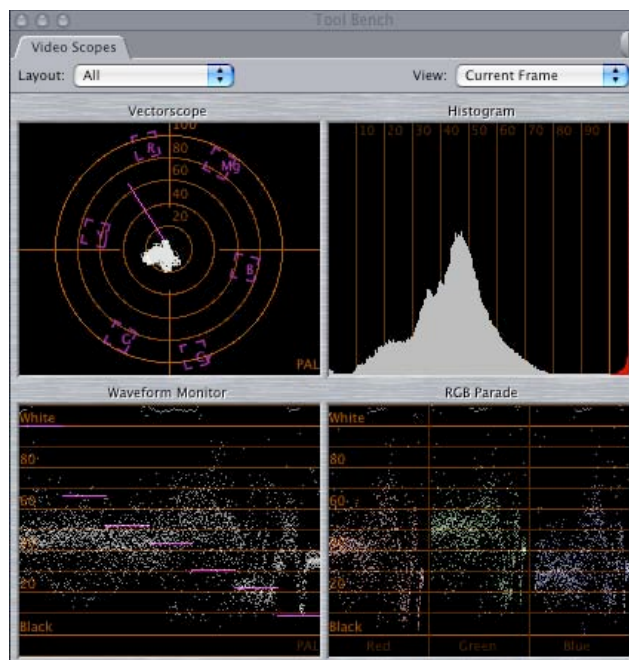 Tool Bench
Video Scopes
Layout: All
View: Current Frame
Vectorscope
Histogram
100
80
60
40
20
R
Mg
B
G
PAL
10 20 30 40 50 60 70 80 90
Waveform Monitor
RGB Parade
White
80
60
40
20
Black
PAL
White
80
60
40
20
Black
Red
Green
Blue